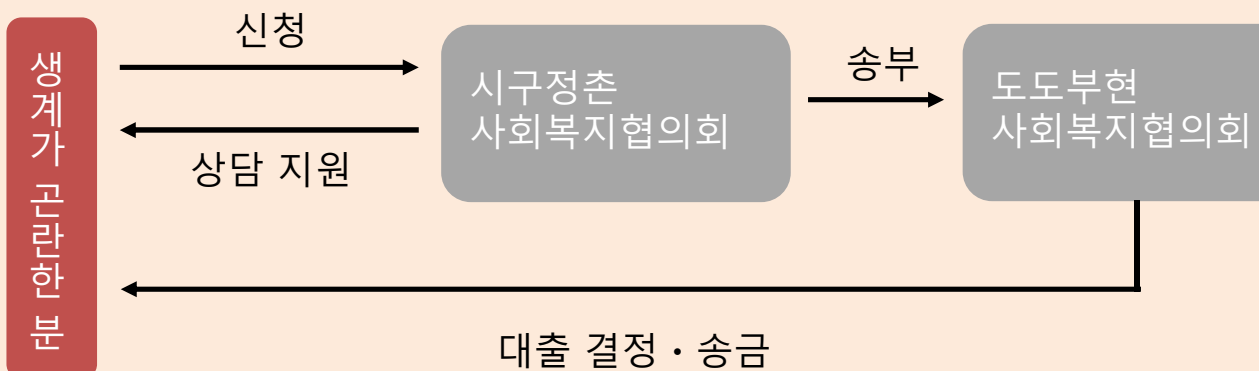 생계가 곤란한 분
신청
상담 지원
시구정촌
사회복지협의회
송부
도도부현
사회복지협의회
대출 결정・송금